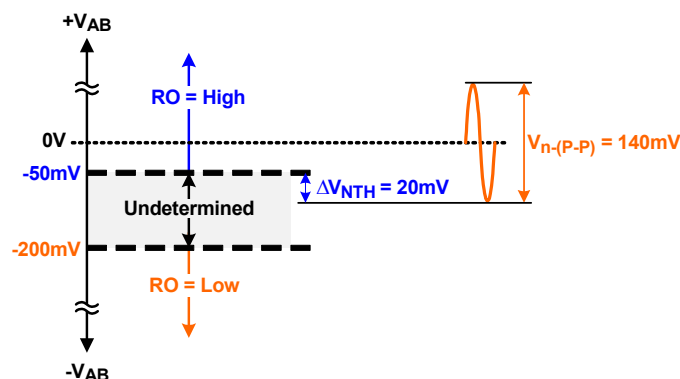 +VAB
RO = High
0V
Vn-(P-P) = 140mV
-50mV
ΔVNTH = 20mV
Undetermined
-200mV
RO = Low
-VAB